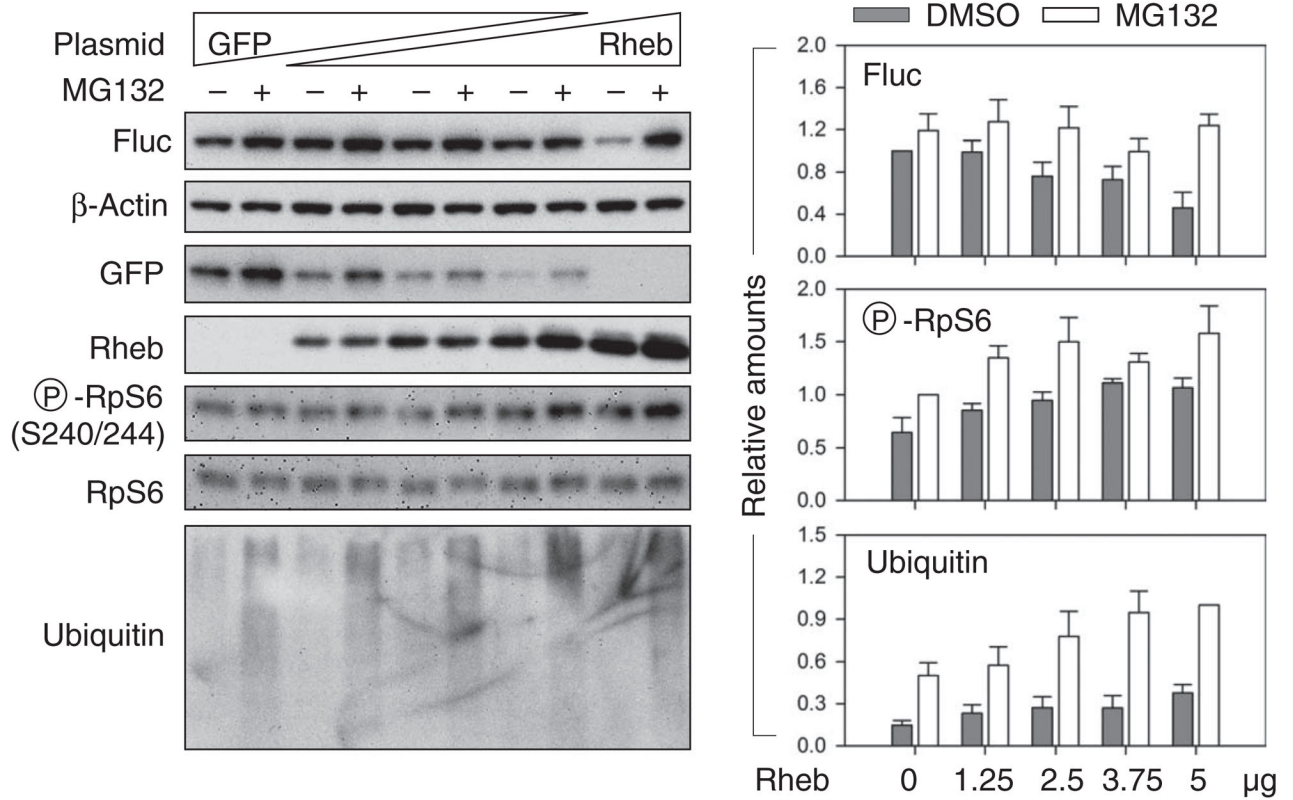 Plasmid GFP Rheb
MG132 − + − + − + − + − +
Fluc
β-Actin
GFP
Rheb
Ⓟ-RpS6
(S240/244)
RpS6
Ubiquitin
DMSO MG132
Relative amounts
2.0
1.6
1.2
0.8
0.4
0.0
Fluc
2.0
1.5
1.0
0.5
0.0
Ⓟ-RpS6
1.5
1.2
0.9
0.6
0.3
0.0
Ubiquitin
Rheb 0 1.25 2.5 3.75 5 µg